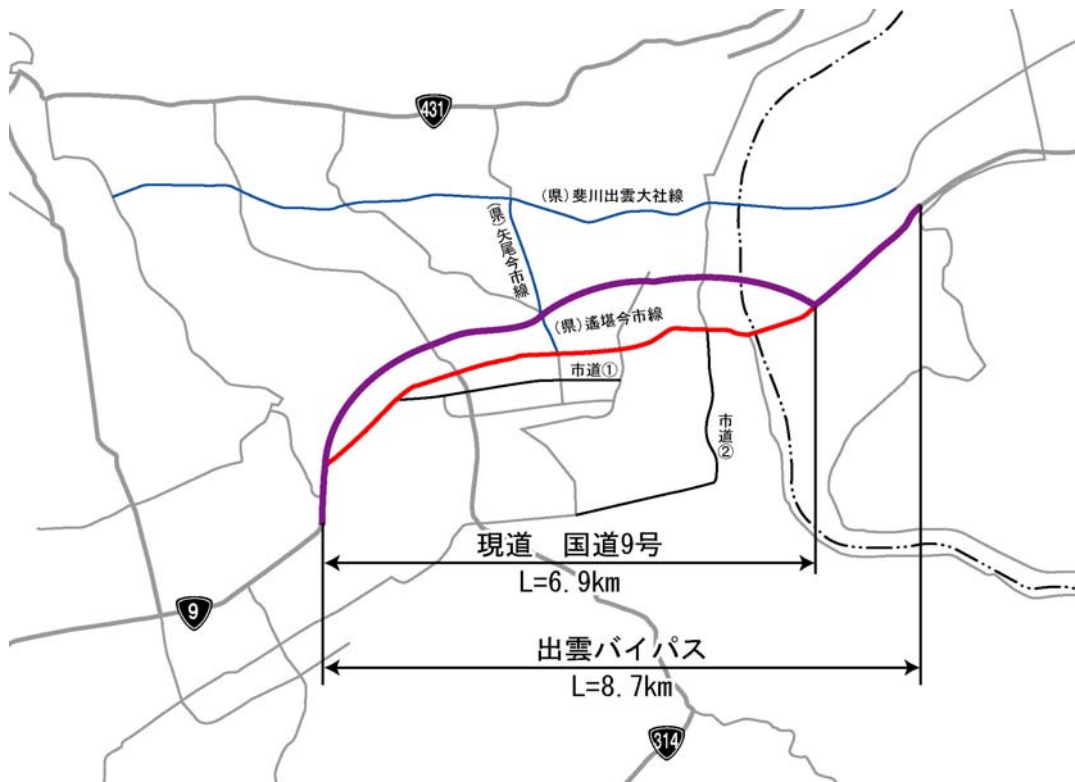 431
(県)斐川出雲大社線
(県)矢尾今市線
(県)遙堪今市線
市道①
市道②
現道 国道9号
L=6.9km
9
出雲バイパス
L=8.7km
314